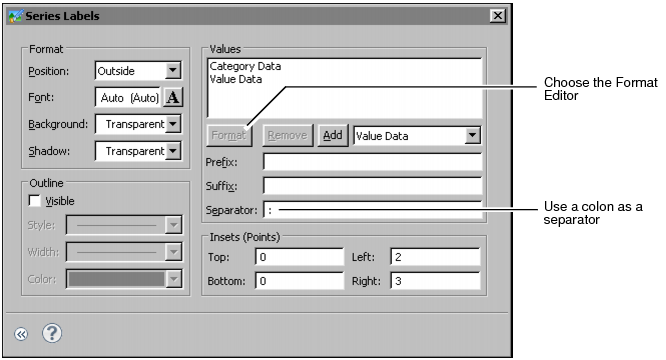 Series Labels
Format
Position: Outside
Font: Auto (Auto) A
Background: Transparent
Shadow: Transparent
Outline
Visible
Style:
Width:
Color:
Values
Category Data
Value Data
Format Remove Add Value Data
Prefix:
Suffix:
Separator: :
Insets (Points)
Top: 0 Left: 2
Bottom: 0 Right: 3
?
Choose the Format
Editor
Use a colon as a
separator